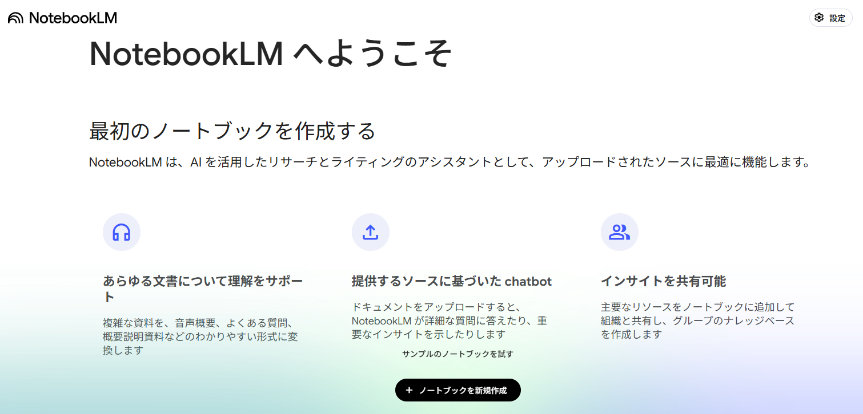 NotebookLM
設定
NotebookLM へようこそ
最初のノートブックを作成する
NotebookLM は、AI を活用したリサーチとライティングのアシスタントとして、アップロードされたソースに最適に機能します。
あらゆる文書について理解をサポー
ト
複雑な資料を、音声概要、よくある質問、
概要説明資料などのわかりやすい形式に変
換します
提供するソースに基づいた chatbot
ドキュメントをアップロードすると、
NotebookLM が詳細な質問に答えたり、重
要なインサイトを示したりします
インサイトを共有可能
主要なリソースをノートブックに追加して
組織と共有し、グループのナレッジベース
を作成します
サンプルのノートブックを試す
+ ノートブックを新規作成